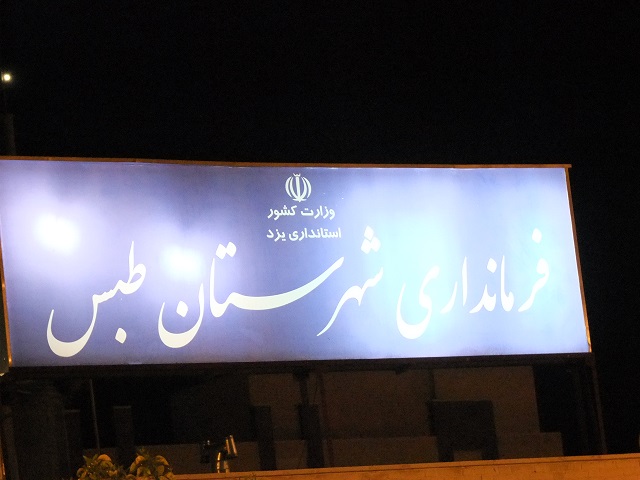 وزارت کشور
استانداری یزد
فرمانداری شهرستان طبس